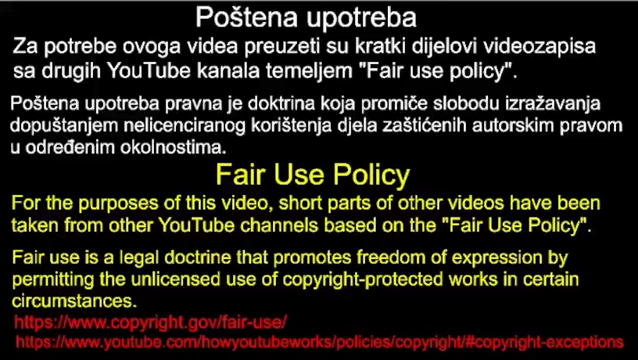 Poštena upotreba
Za potrebe ovoga videa preuzeti su kratki dijelovi videozapisa
sa drugih YouTube kanala temeljem "Fair use policy".
Poštena upotreba pravna je doktrina koja promiče slobodu izražavanja
dopuštanjem nelicenciranog korištenja djela zaštićenih autorskim pravom
u određenim okolnostima.
Fair Use Policy
For the purposes of this video, short parts of other videos have been
taken from other YouTube channels based on the "Fair Use Policy".
Fair use is a legal doctrine that promotes freedom of expression by
permitting the unlicensed use of copyright-protected works in certain
circumstances.
https://www.copyright.gov/fair-use/
https://www.youtube.com/howyoutubeworks/policies/copyright/#copyright-exceptions